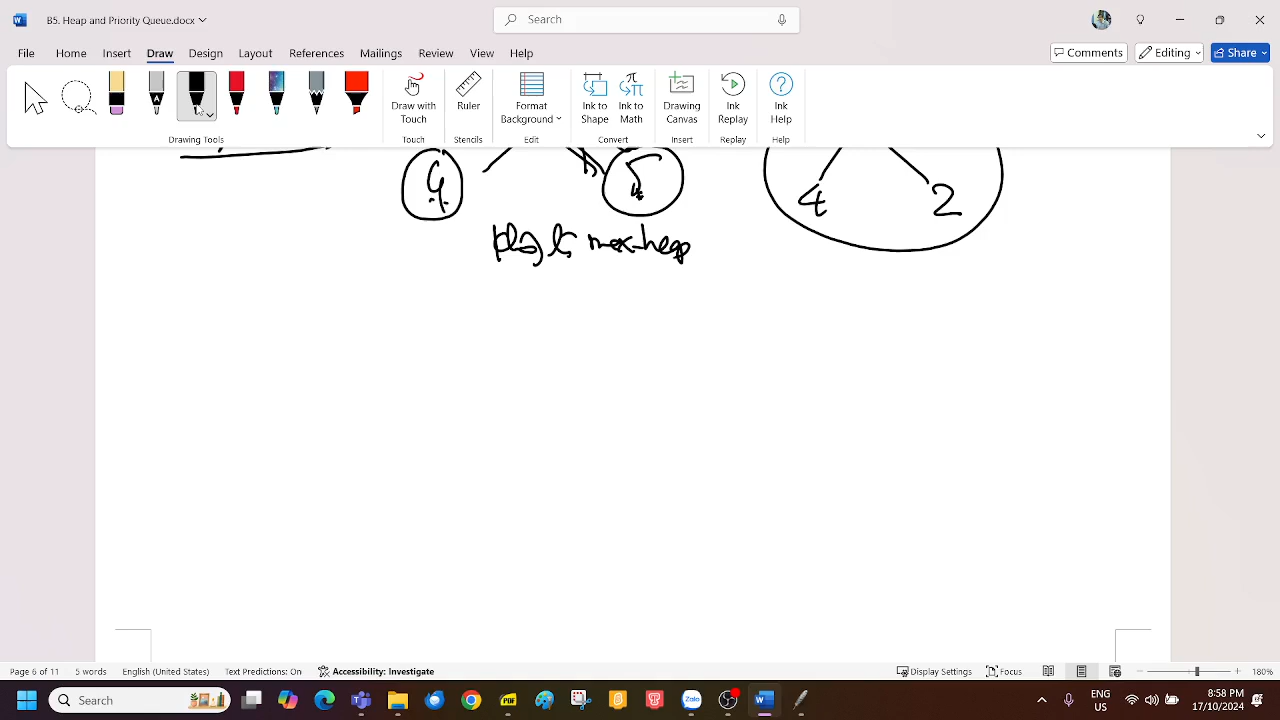 B5. Heap and Priority Queue.docx
Search
File Home Insert Draw Design Layout References Mailings Review View Help
Comments Editing Share
Draw with Touch
Ruler
Format Background
Ink to Shape
Ink to Math
Drawing Canvas
Ink Replay
Ink Help
Drawing Tools Touch Stencils Edit Convert Insert Replay Help
4 2
max-heap
Page 6 of 11 5 words English (United States) Text Predictions: On Accessibility: Investigate Display Settings Focus 180%
Search
PDF
Zalo
ENG
US
8:58 PM
17/10/2024